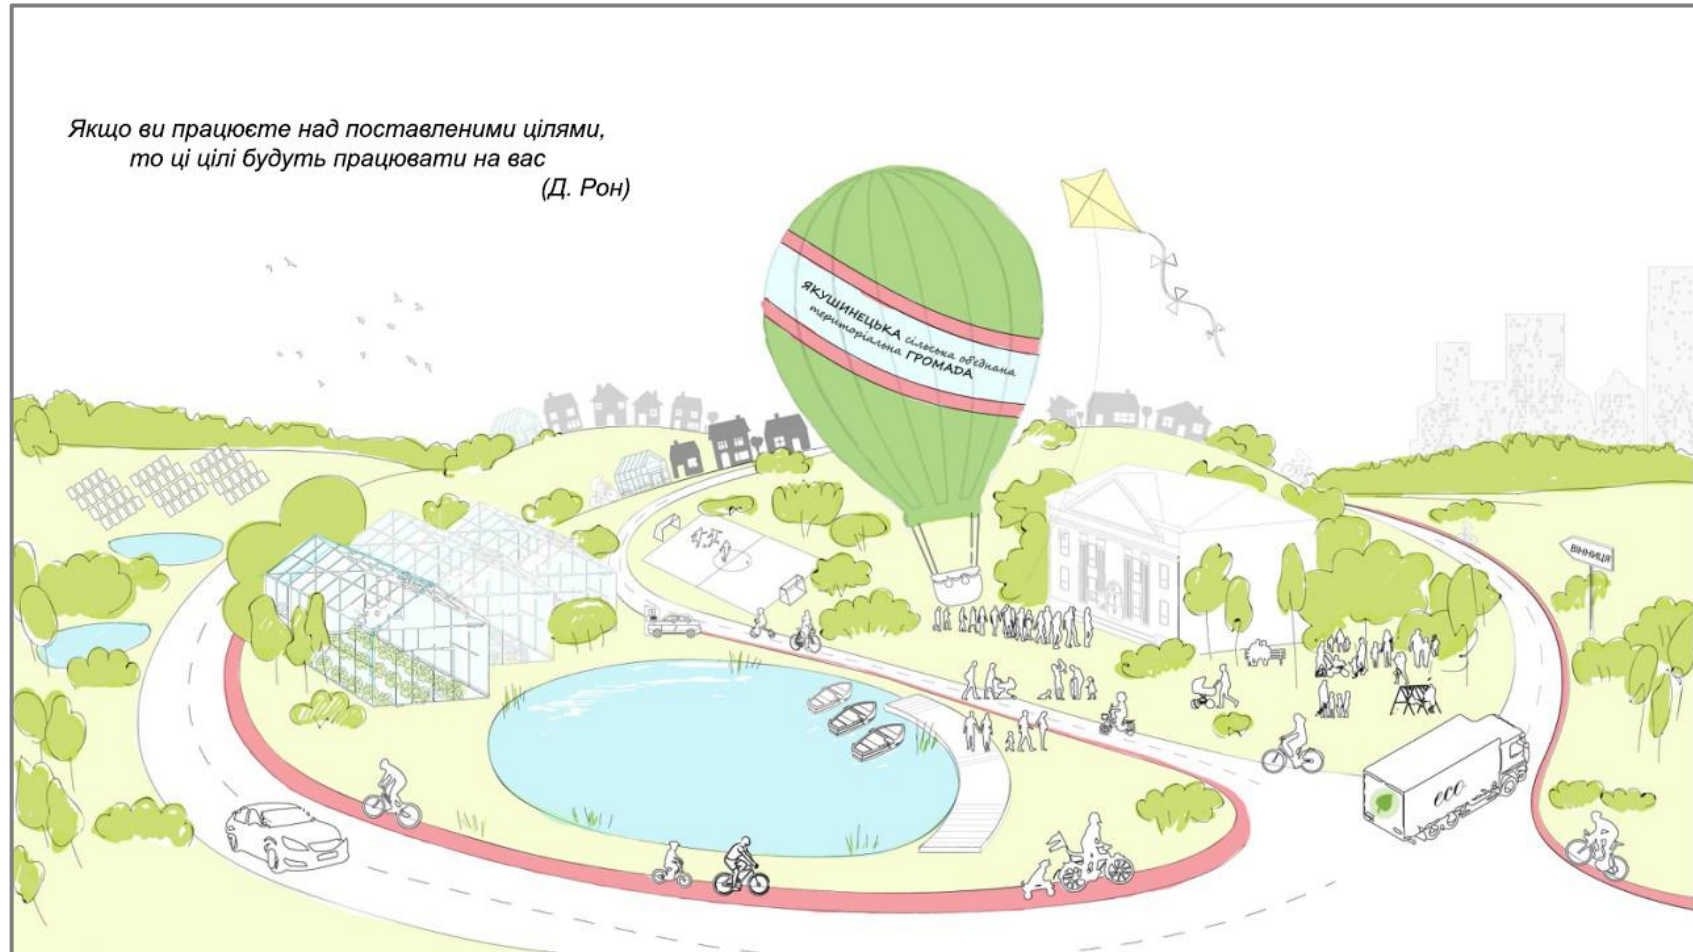 Якщо ви працюєте над поставленими цілями,
то ці цілі будуть працювати на вас
(Д. Рон)
ЯКУШИНЕЦЬКА сільська об'єднана
територіальна ГРОМАДА
ВІННИЦЯ
eco